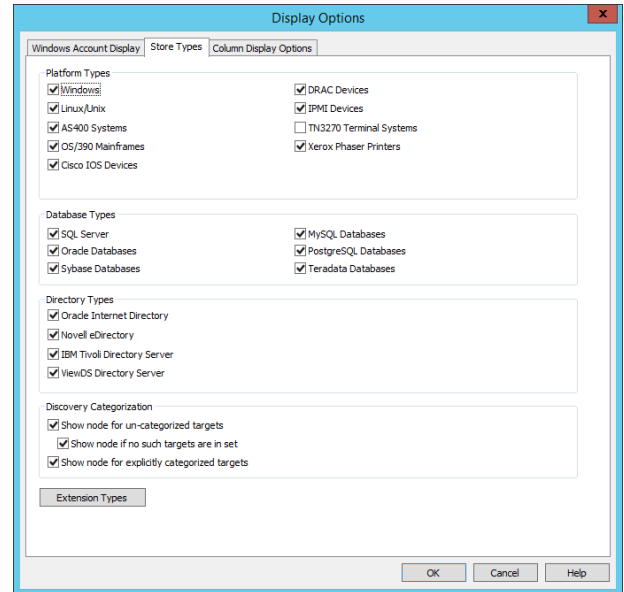 Display Options
x
Windows Account Display Store Types Column Display Options
Platform Types
Windows DRAC Devices
Linux/Unix IPMI Devices
AS400 Systems TN3270 Terminal Systems
OS/390 Mainframes Xerox Phaser Printers
Cisco IOS Devices
Database Types
SQL Server MySQL Databases
Oracle Databases PostgreSQL Databases
Sybase Databases Teradata Databases
Directory Types
Oracle Internet Directory
Novell eDirectory
IBM Tivoli Directory Server
ViewDS Directory Server
Discovery Categorization
Show node for un-categorized targets
Show node if no such targets are in set
Show node for explicitly categorized targets
Extension Types
OK Cancel Help